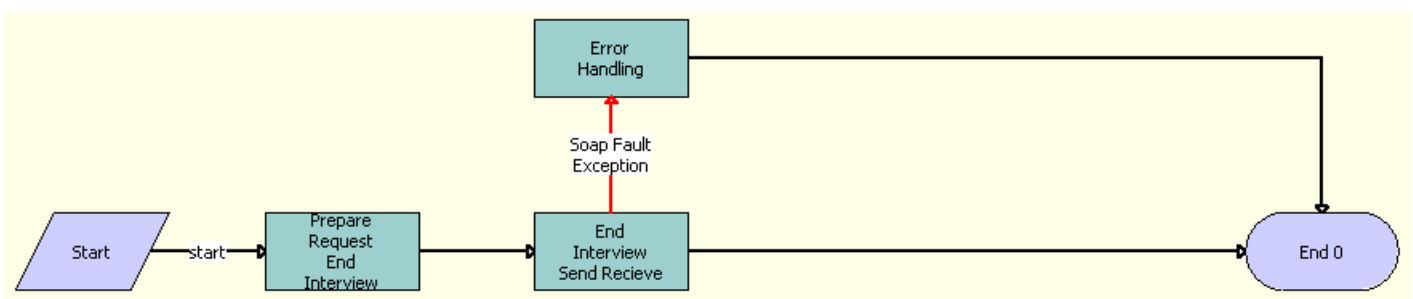 Error
Handling
Soap Fault
Exception
Start
start
Prepare
Request
End
Interview
End
Interview
Send Recieve
End 0